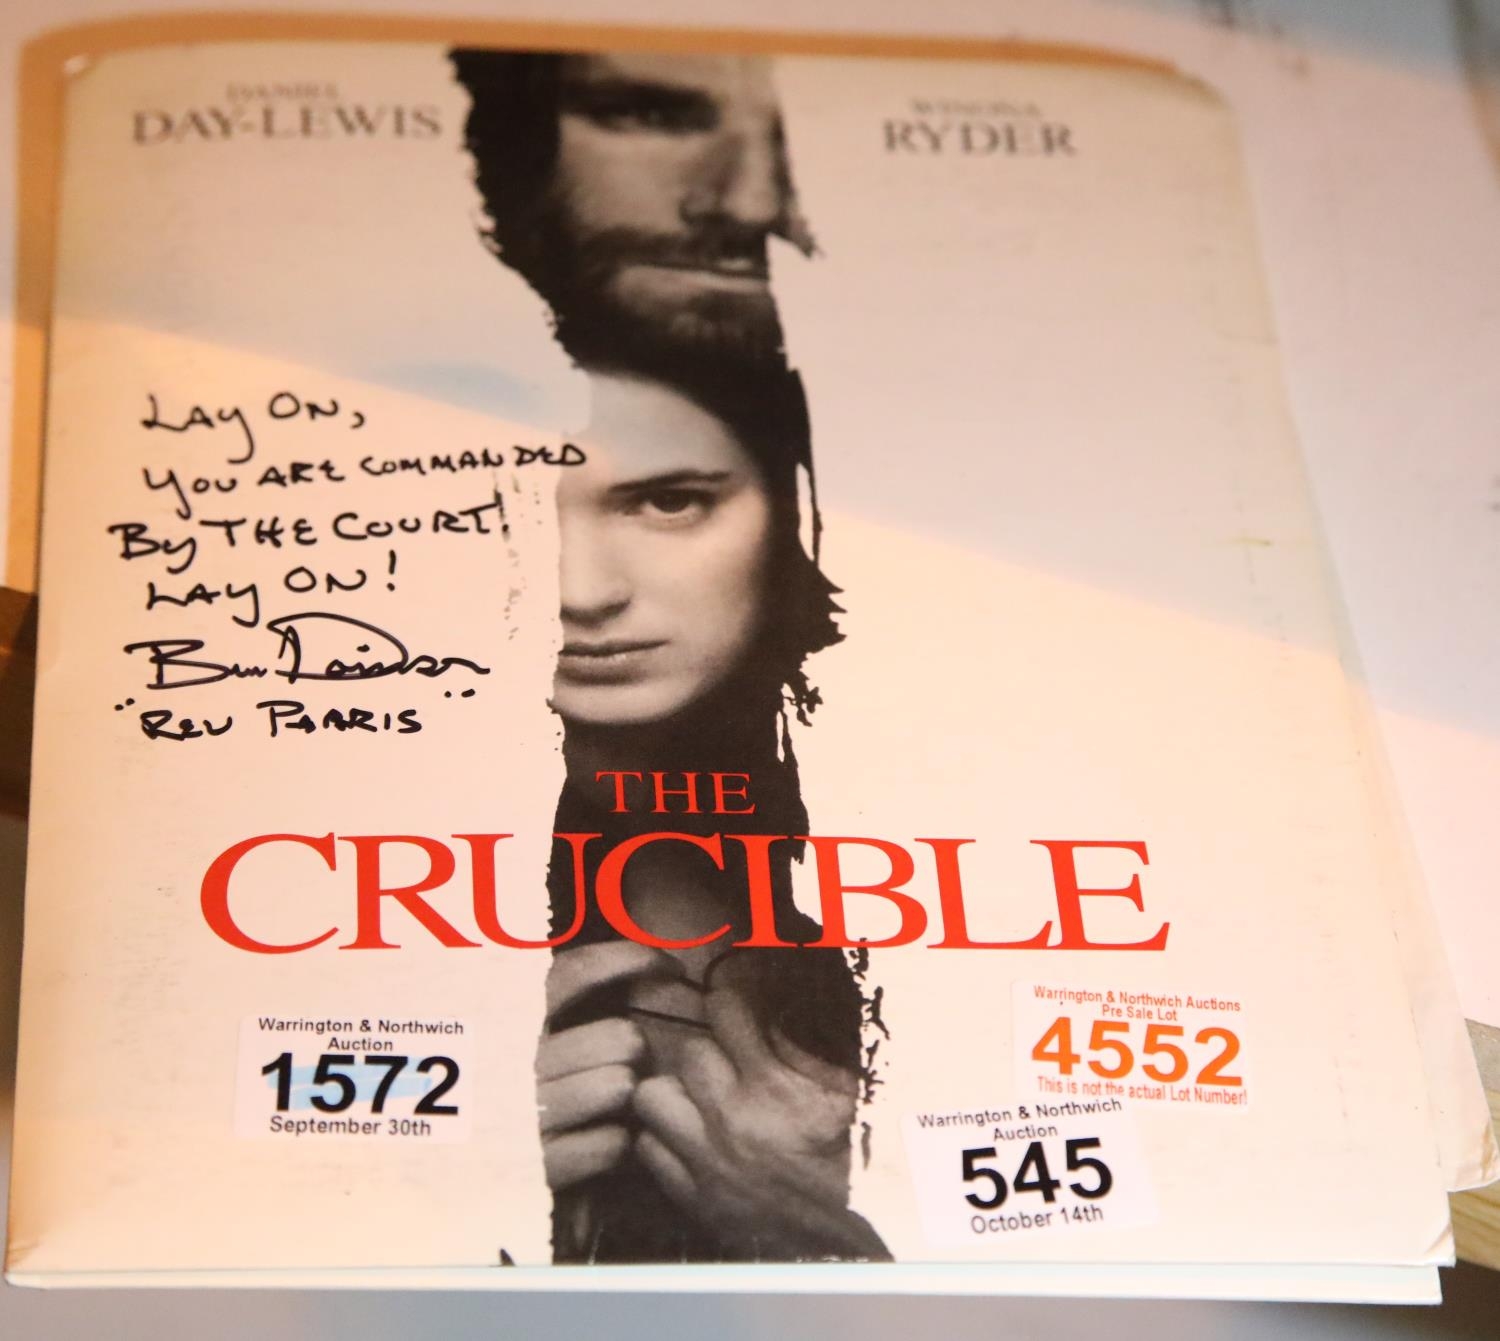 DANIEL
DAY-LEWIS
WINONA
RYDER
LAY ON,
YOU ARE COMMANDED
By THE COURT!
LAY ON!
"REV PARRIS"
THE
CRUCIBLE
Warrington & Northwich
Auction
1572
September 30th
Warrington & Northwich Auctions
Pre Sale Lot
4552
This is not the actual Lot Number!
Warrington & Northwich
Auction
545
October 14th